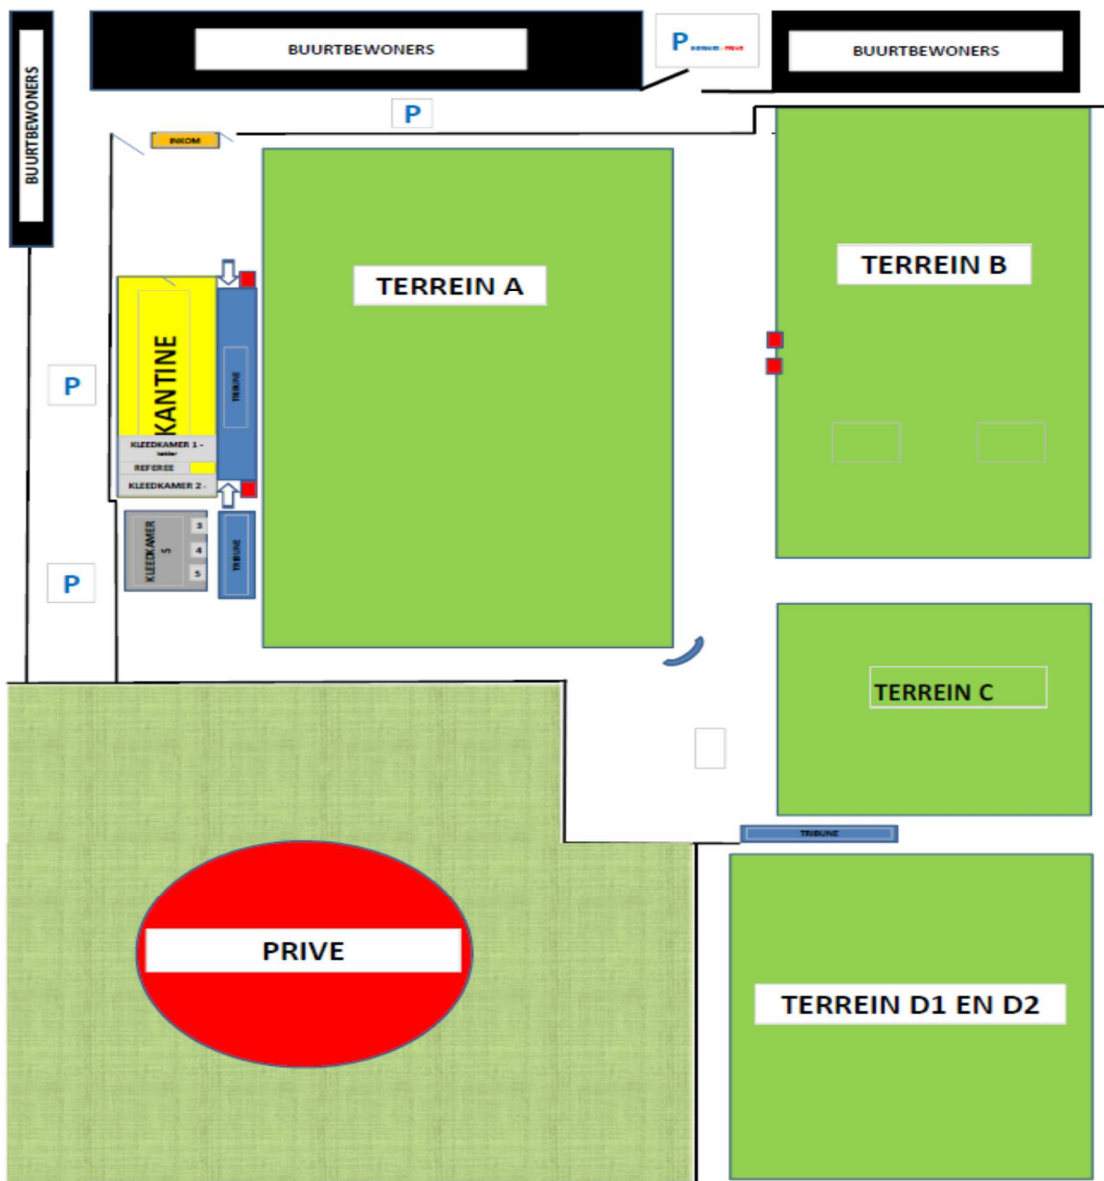 BUURTBEWONERS
BUURTBEWONERS
P
BUURTBEWONERS
P
INKOM
TERREIN A
TERREIN B
KANTINE
TRIBUNE
P
KLEEDKAMER 1 -
kelder
REFEREE
KLEEDKAMER 2 -
KLEEDKAMER
S
3
4
5
TRIBUNE
P
TERREIN C
TRIBUNE
PRIVE
TERREIN D1 EN D2